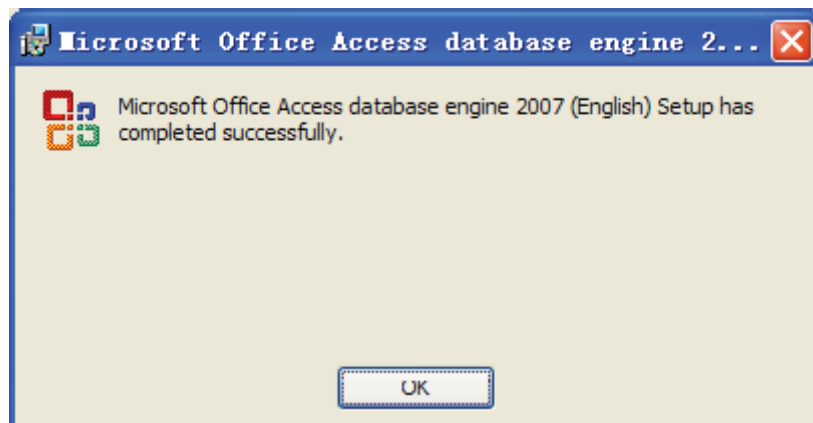 Microsoft Office Access database engine 2...
Microsoft Office Access database engine 2007 (English) Setup has
completed successfully.
OK